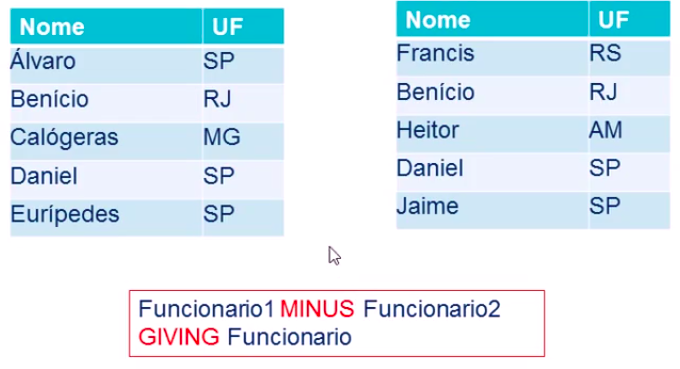 Nome UF
Álvaro SP
Benício RJ
Calógeras MG
Daniel SP
Eurípedes SP
Nome UF
Francis RS
Benício RJ
Heitor AM
Daniel SP
Jaime SP
Funcionario1 MINUS Funcionario2
GIVING Funcionario